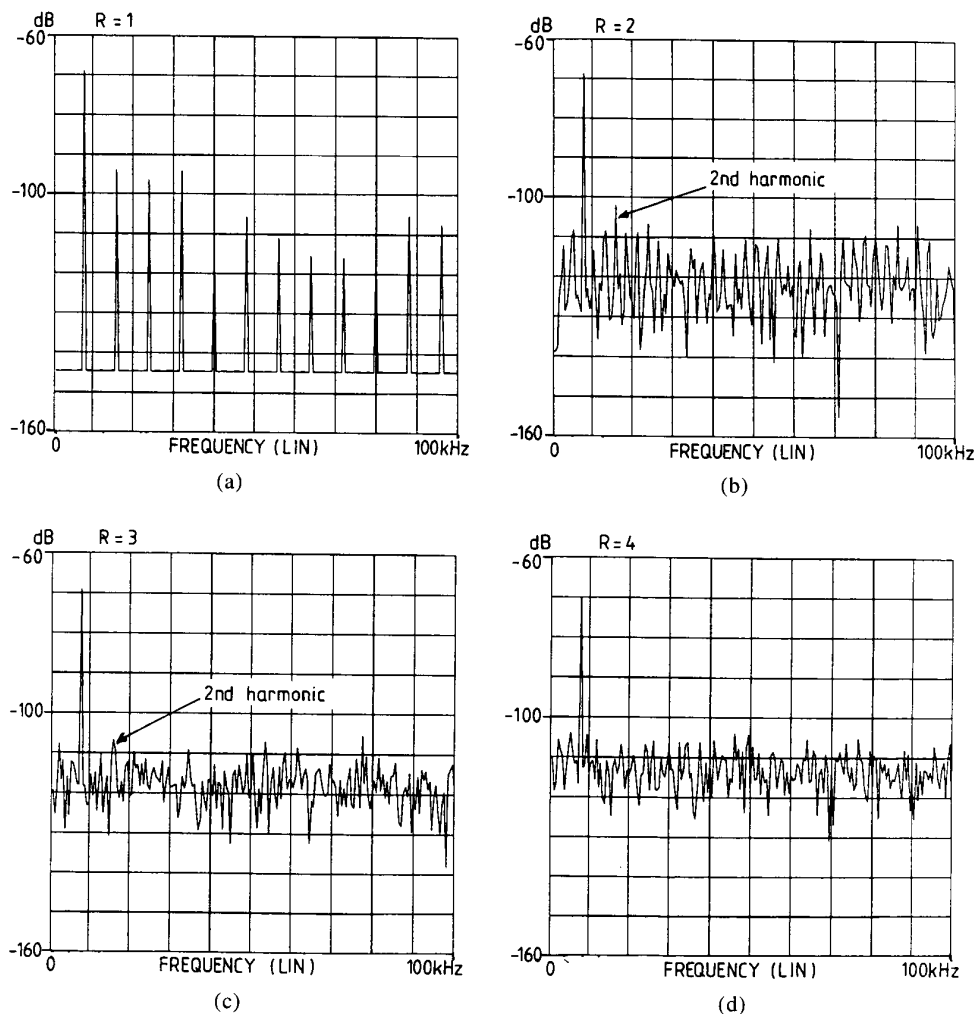 dB R = 1
-60
-100
-160
0 FREQUENCY (LIN) 100kHz
(a)
dB R = 2
-60
2nd harmonic
-100
-160
0 FREQUENCY (LIN) 100kHz
(b)
dB R = 3
-60
2nd harmonic
-100
-160
0 FREQUENCY (LIN) 100kHz
(c)
dB R = 4
-60
-100
-160
0 FREQUENCY (LIN) 100kHz
(d)